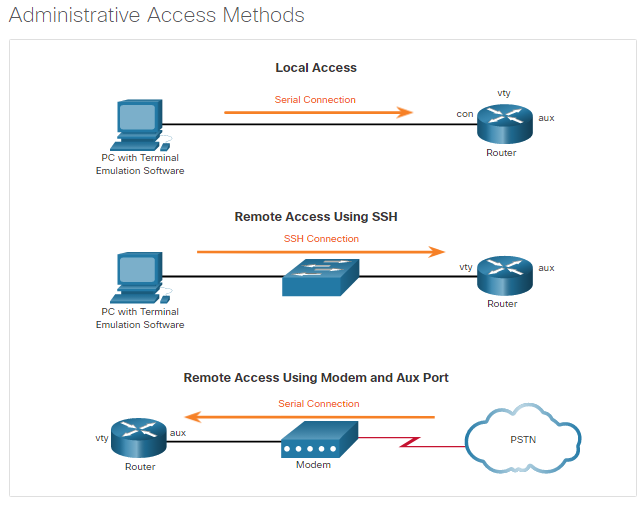 Administrative Access Methods
Local Access
Serial Connection
vty
con
aux
Router
PC with Terminal
Emulation Software
Remote Access Using SSH
SSH Connection
vty
aux
Router
PC with Terminal
Emulation Software
Remote Access Using Modem and Aux Port
Serial Connection
vty
aux
Router
Modem
PSTN